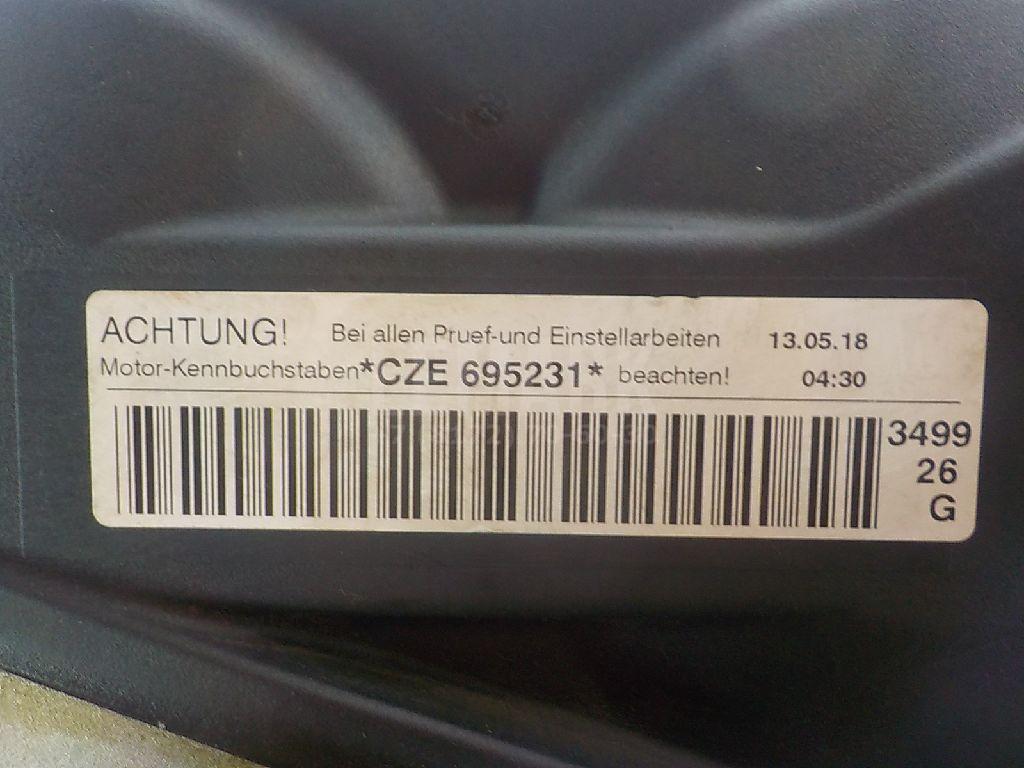 ACHTUNG! Bei allen Pruef-und Einstellarbeiten 13.05.18
Motor-Kennbuchstaben*CZE 695231* beachten! 04:30
3499
26
G